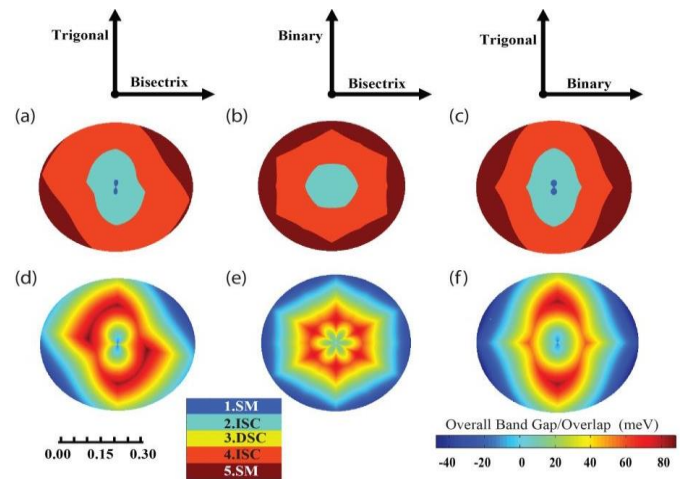 Trigonal
Bisectrix
Binary
Bisectrix
Trigonal
Binary
(a)
(b)
(c)
(d)
(e)
(f)
1.SM
2.ISC
3.DSC
4.ISC
5.SM
0.00 0.15 0.30
Overall Band Gap/Overlap (meV)
-40 -20 0 20 40 60 80